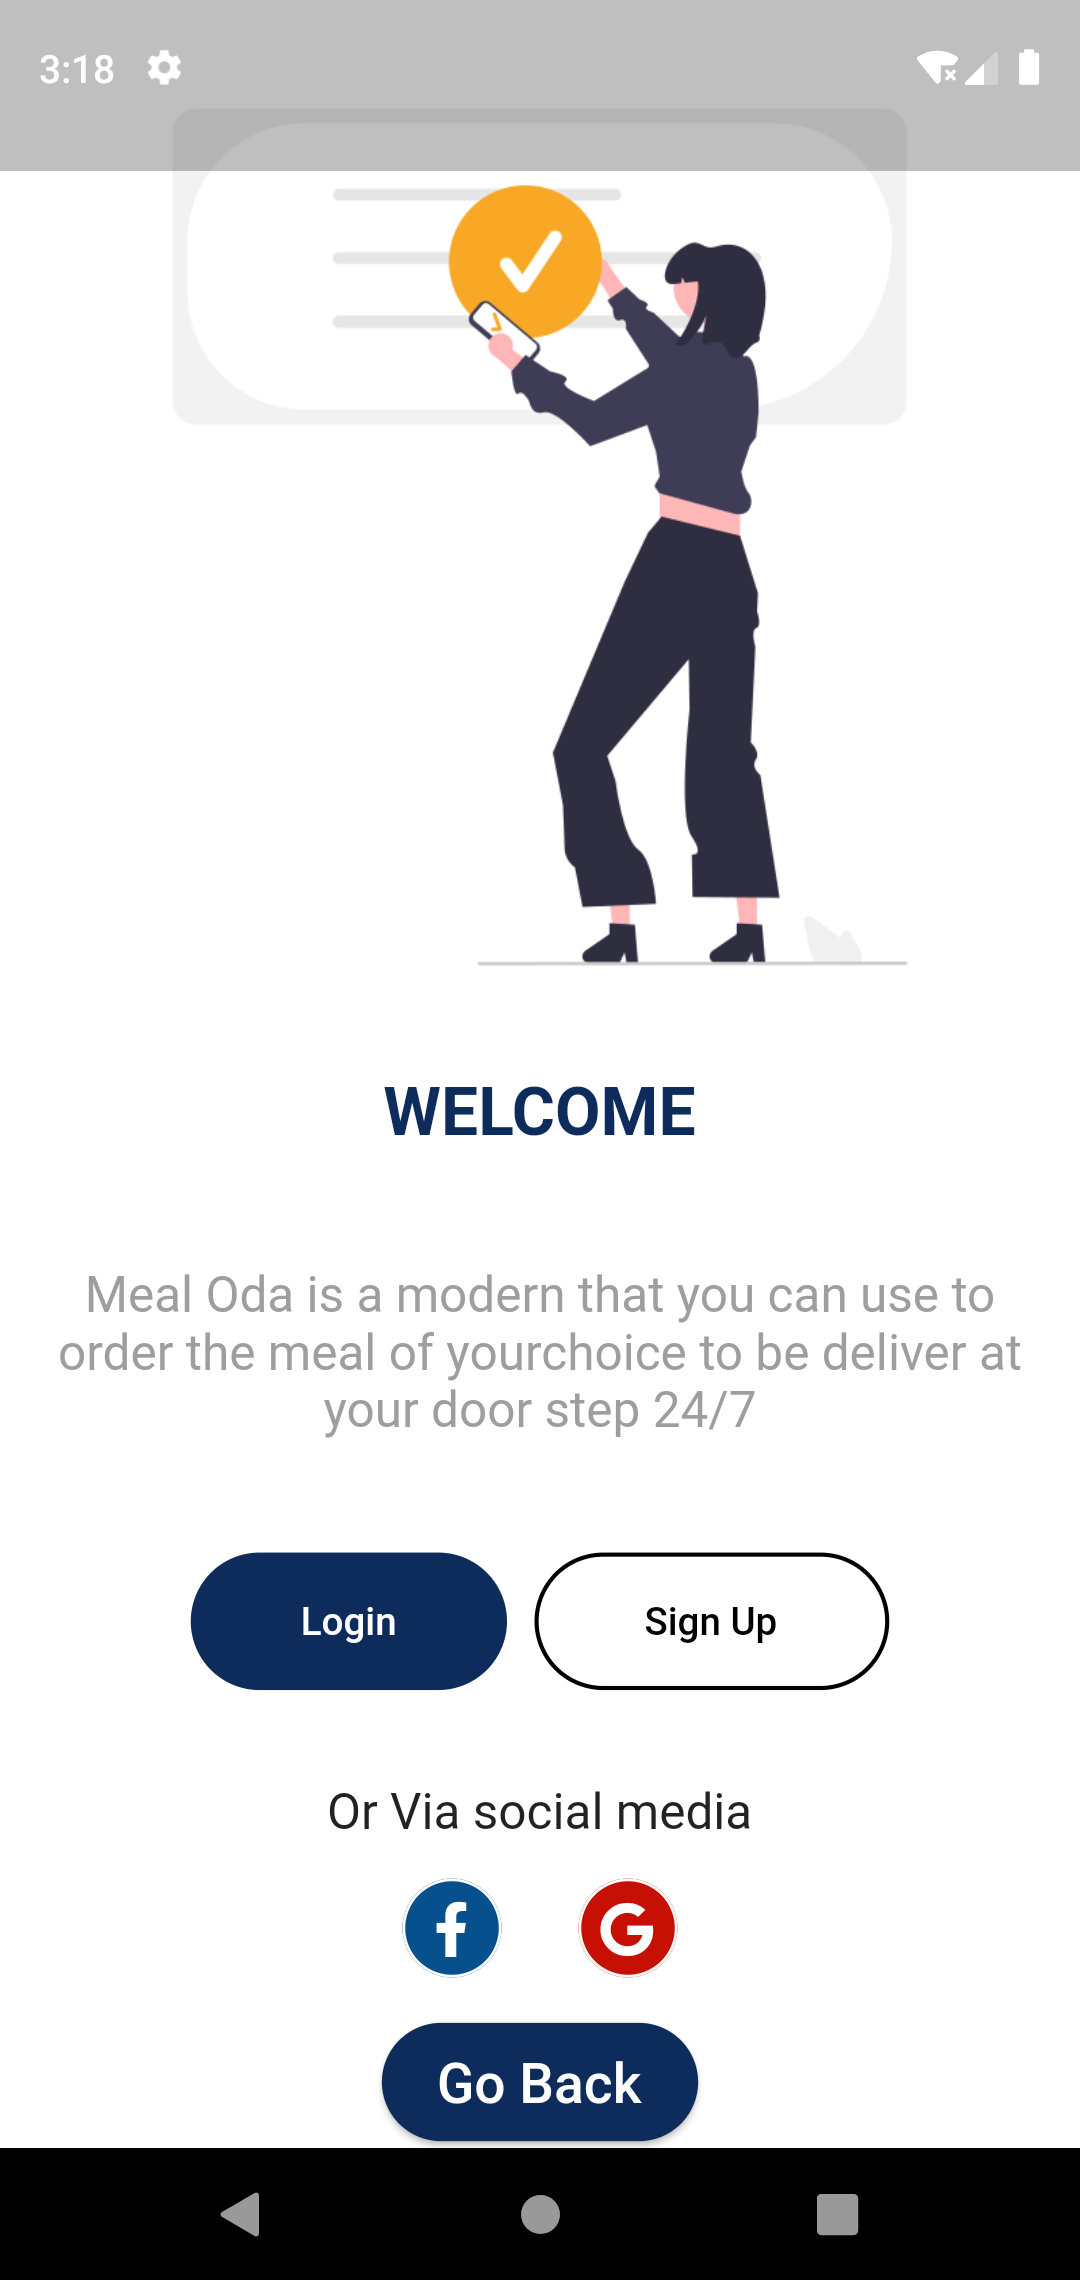 3:18
WELCOME
Meal Oda is a modern that you can use to
order the meal of yourchoice to be deliver at
your door step 24/7
Login
Sign Up
Or Via social media
Go Back